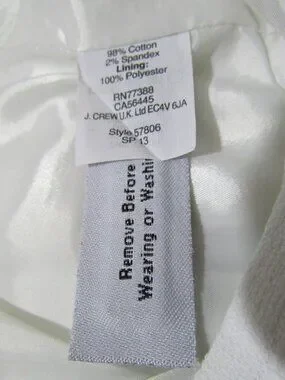 98% Cotton
2% Spandex
Lining:
100% Polyester
RN77388
CA56445
J. CREW U.K. Ltd EC4V 6JA
Style 57806
SP 13
Remove Before
Wearing or Washi